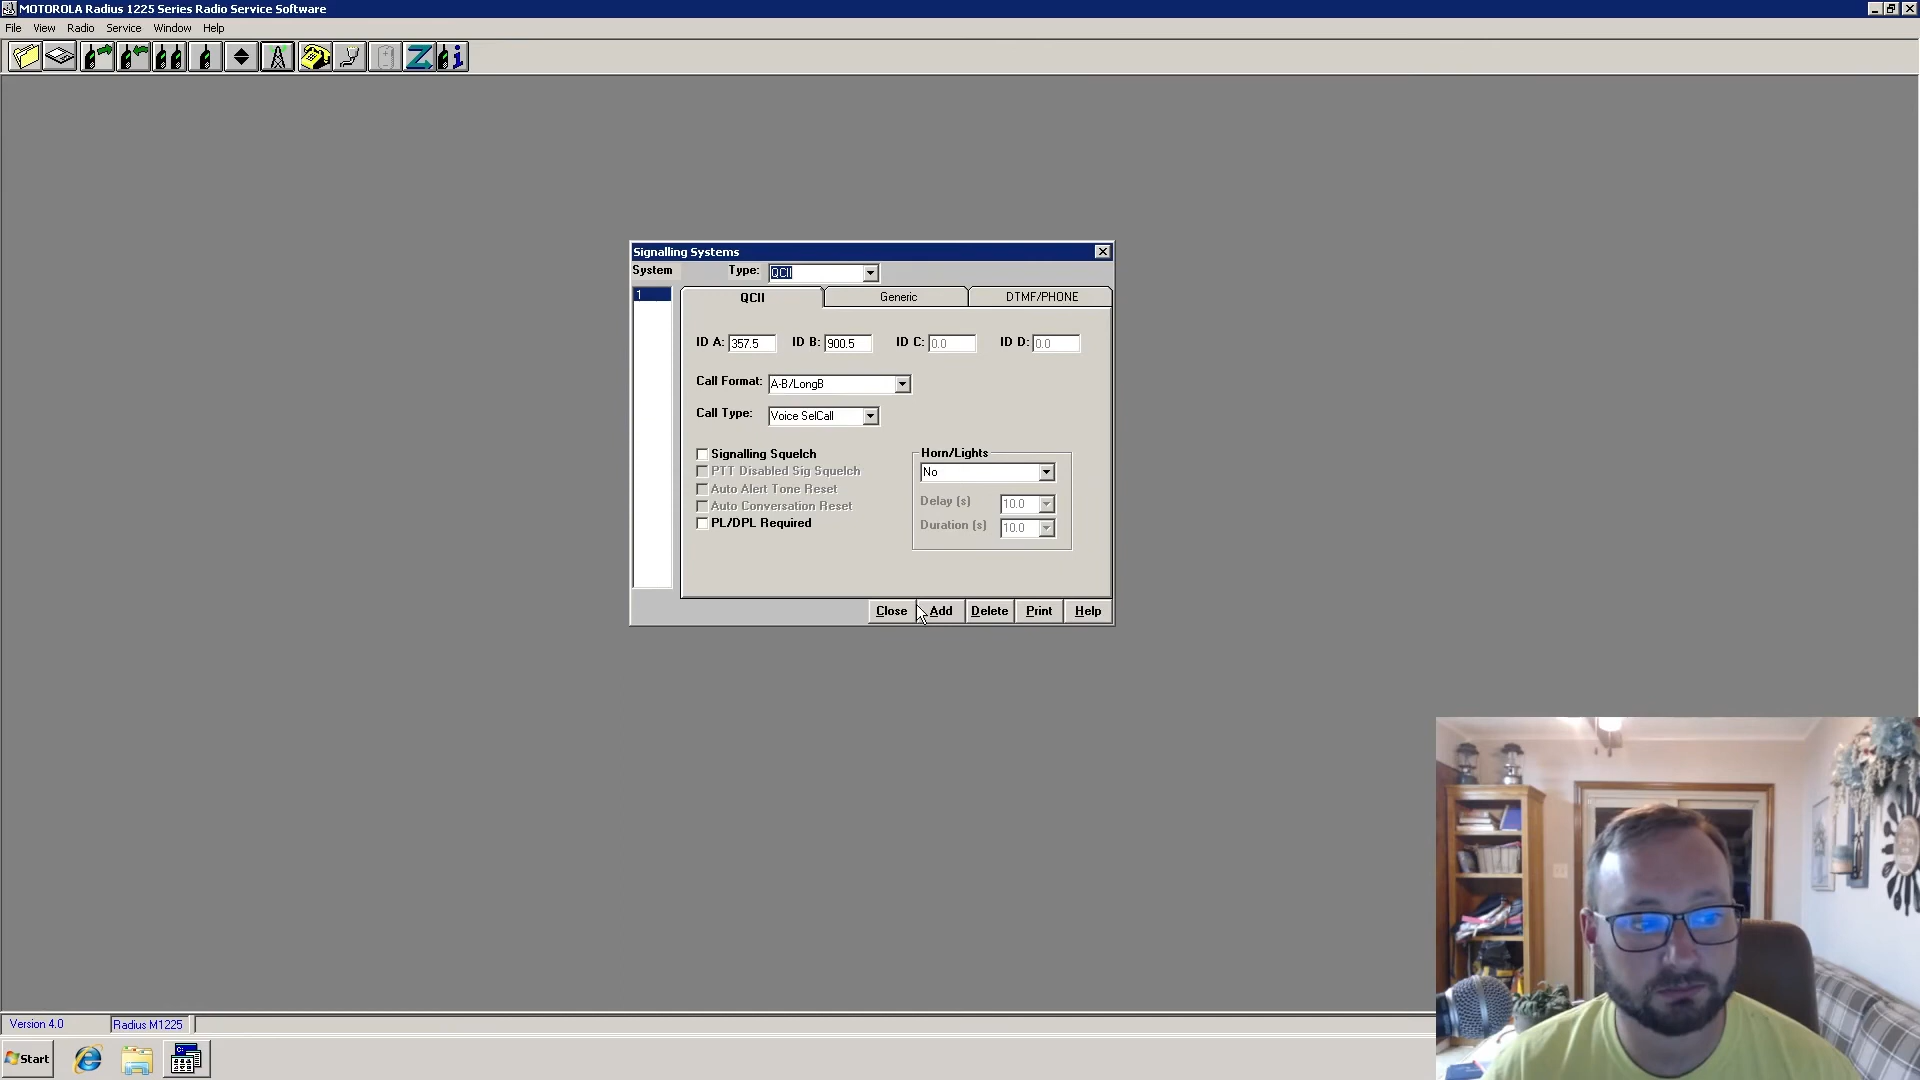 MOTOROLA Radius 1225 Series Radio Service Software
File View Radio Service Window Help
Signalling Systems
System Type: QCII
1
QCII Generic DTMF/PHONE
ID A: 357.5 ID B: 900.5 ID C: 0.0 ID D: 0.0
Call Format: A-B/LongB
Call Type: Voice SelCall
Signalling Squelch
PTT Disabled Sig Squelch
Auto Alert Tone Reset
Auto Conversation Reset
PL/DPL Required
Horn/Lights
No
Delay (s) 10.0
Duration (s) 10.0
Close Add Delete Print Help
Version 4.0 Radius M1225
Start